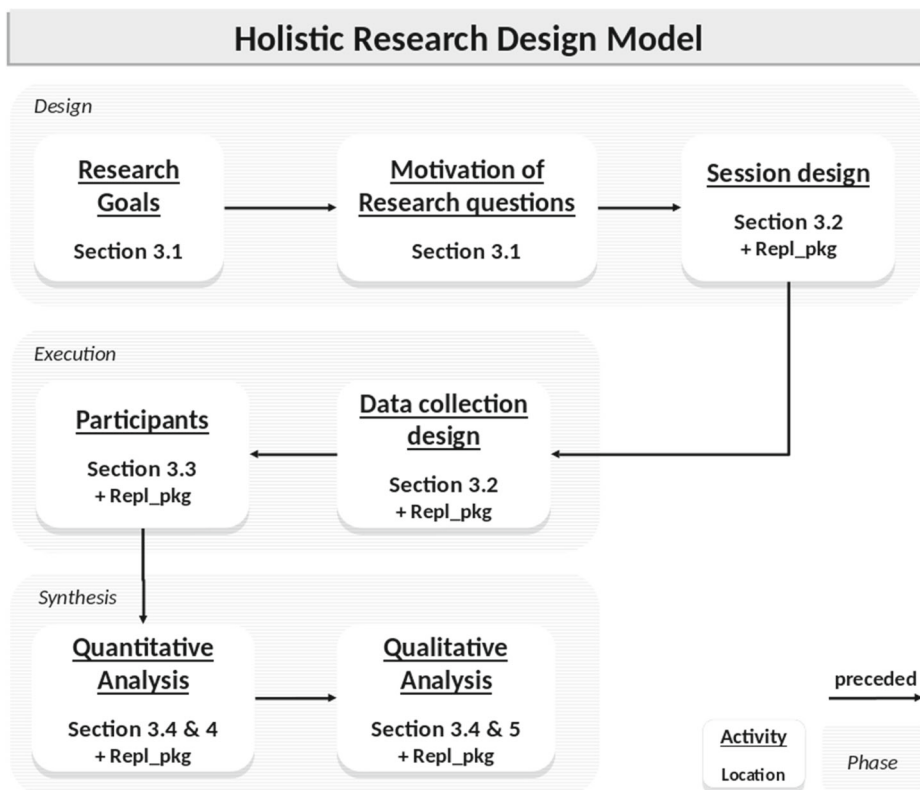 Holistic Research Design Model
Design
Research
Goals
Section 3.1
Motivation of
Research questions
Section 3.1
Session design
Section 3.2
+ Repl_pkg
Execution
Participants
Section 3.3
+ Repl_pkg
Data collection
design
Section 3.2
+ Repl_pkg
Synthesis
Quantitative
Analysis
Section 3.4 & 4
+ Repl_pkg
Qualitative
Analysis
Section 3.4 & 5
+ Repl_pkg
preceded
Activity
Location
Phase